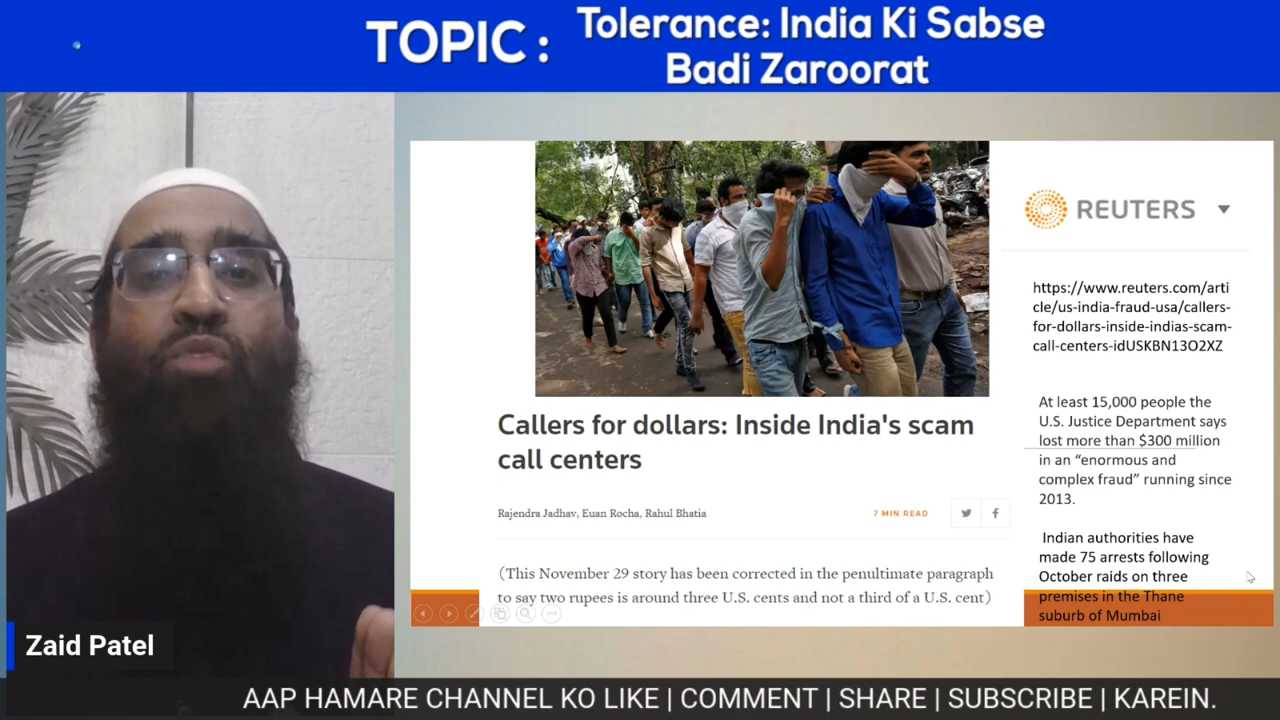 TOPIC :
Tolerance: India Ki Sabse
Badi Zaroorat
REUTERS
https://www.reuters.com/arti
cle/us-india-fraud-usa/callers-
for-dollars-inside-indias-scam-
call-centers-idUSKBN13O2XZ
At least 15,000 people the
U.S. Justice Department says
lost more than $300 million
in an “enormous and
complex fraud” running since
2013.
Indian authorities have
made 75 arrests following
October raids on three
premises in the Thane
suburb of Mumbai
Callers for dollars: Inside India's scam
call centers
Rajendra Jadhav, Euan Rocha, Rahul Bhatia
7 MIN READ
(This November 29 story has been corrected in the penultimate paragraph
to say two rupees is around three U.S. cents and not a third of a U.S. cent)
Zaid Patel
AAP HAMARE CHANNEL KO LIKE | COMMENT | SHARE | SUBSCRIBE | KAREIN.